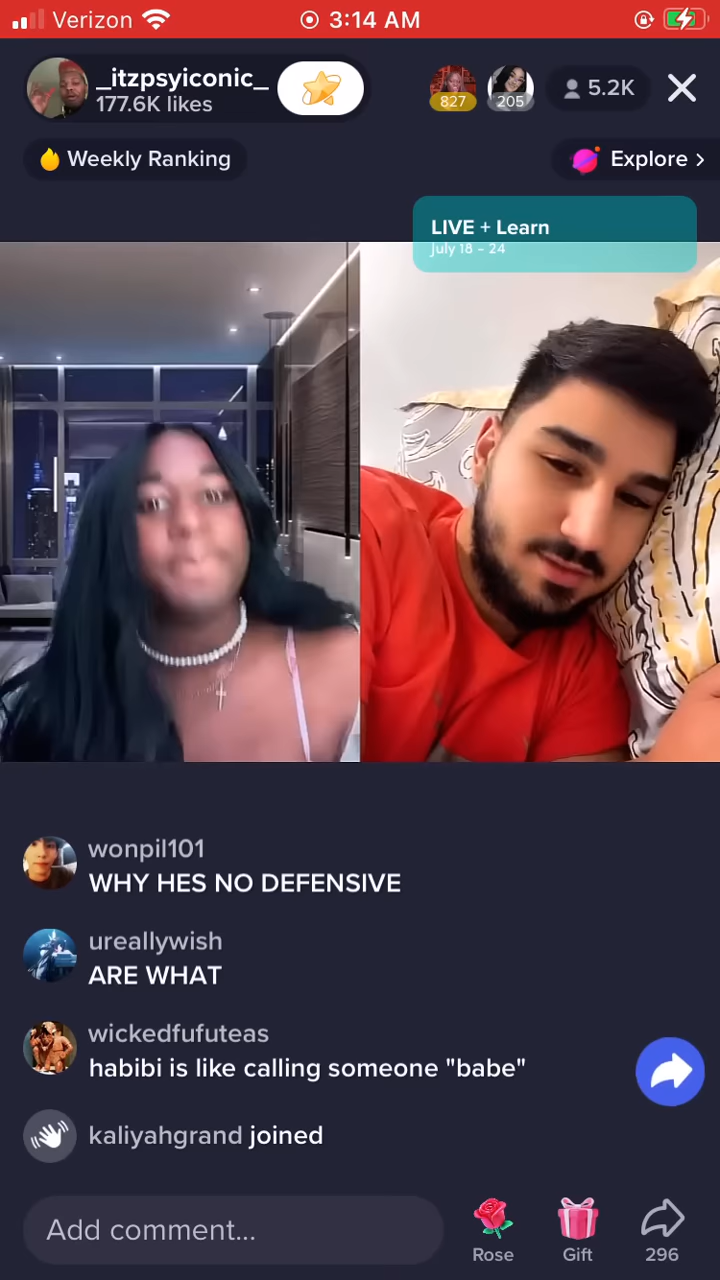 Verizon 3:14 AM
_itzpsyiconic_
177.6K likes
827 205 5.2K
Weekly Ranking
Explore >
LIVE + Learn
July 18 - 24
wonpil101
WHY HES NO DEFENSIVE
ureallywish
ARE WHAT
wickedfufuteas
habibi is like calling someone "babe"
kaliyahgrand joined
Add comment...
Rose Gift 296